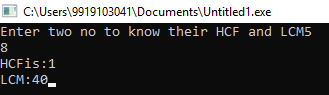 C:\Users\9919103041\Documents\Untitled1.exe
Enter two no to know their HCF and LCM5
8
HCFis:1
LCM:40